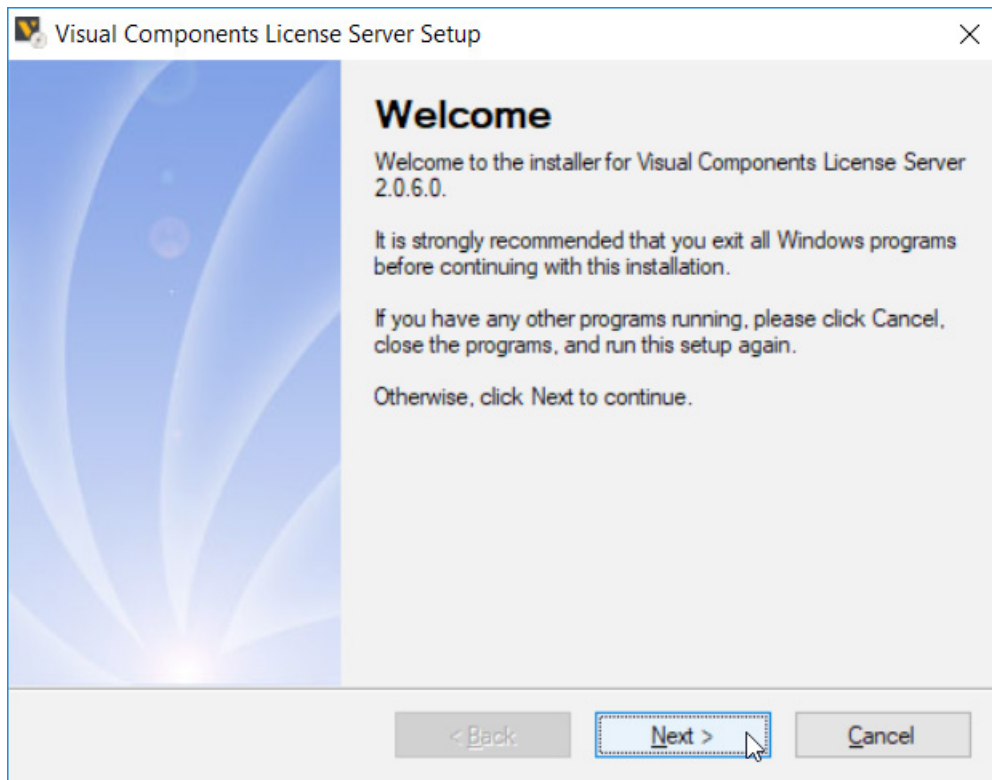 Visual Components License Server Setup
Welcome
Welcome to the installer for Visual Components License Server
2.0.6.0.
It is strongly recommended that you exit all Windows programs
before continuing with this installation.
If you have any other programs running, please click Cancel,
close the programs, and run this setup again.
Otherwise, click Next to continue.
< Back
Next >
Cancel